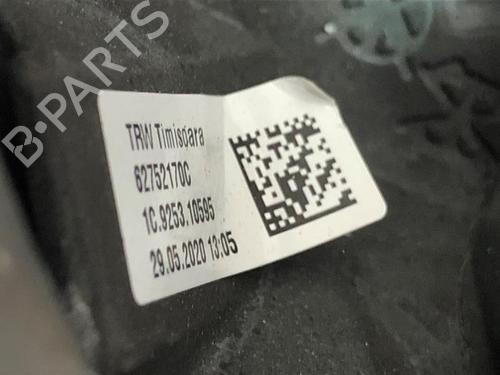 TRW Timisoara
62752170C
1C.9253.10595
29.05.2020 13:05
B-PARTS